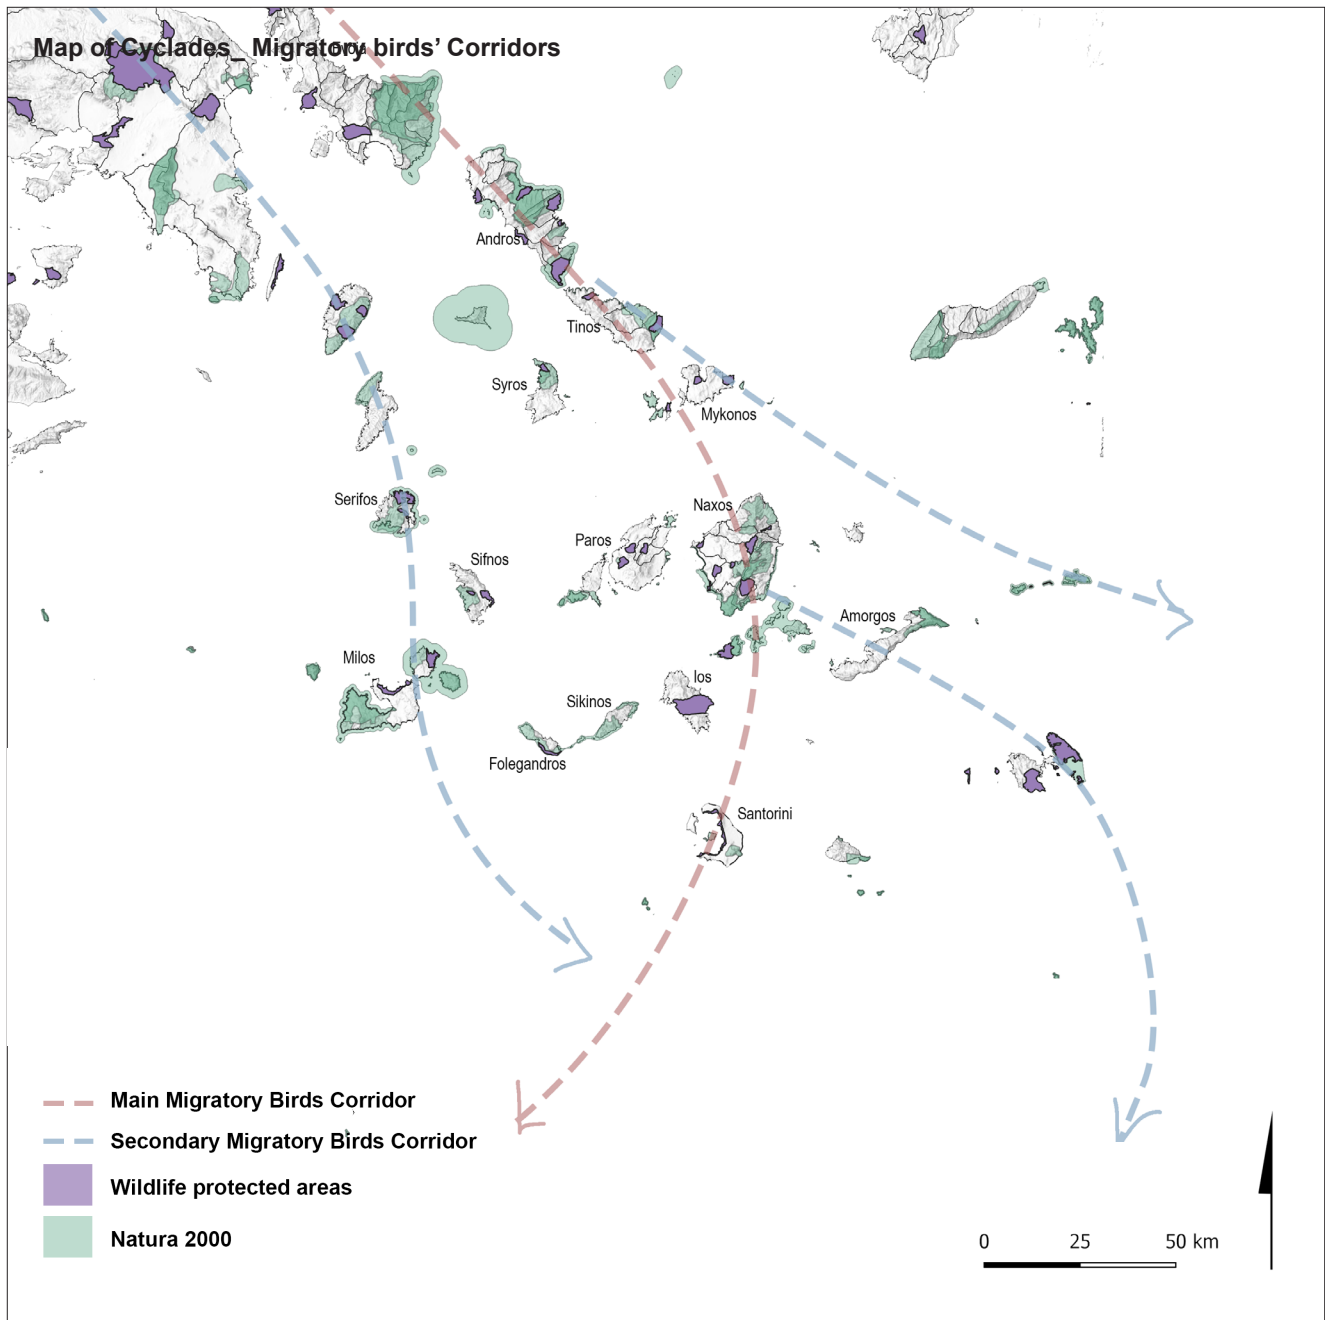 Map of Cyclades_ Migratory birds’ Corridors
Evvoia
Andros
Tinos
Syros
Mykonos
Serifos
Naxos
Paros
Sifnos
Amorgos
Milos
Ios
Sikinos
Folegandros
Santorini
Main Migratory Birds Corridor
Secondary Migratory Birds Corridor
Wildlife protected areas
Natura 2000
0 25 50 km